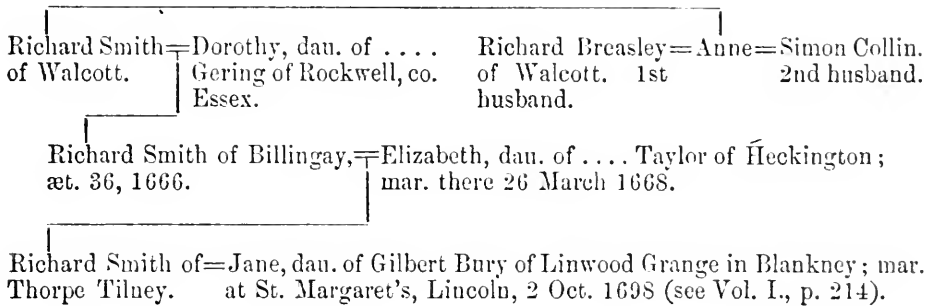 Richard Smith=Dorothy, dau. of . . . . Richard Breasley=Anne=Simon Collin.
of Walcott. Gering of Rockwell, co. of Walcott. 1st 2nd husband.
Essex. husband.
Richard Smith of Billingay,=Elizabeth, dau. of . . . . Taylor of Heckington ;
æt. 36, 1666. mar. there 26 March 1668.
Richard Smith of=Jane, dau. of Gilbert Bury of Linwood Grange in Blankney ; mar.
Thorpe Tilney. at St. Margaret's, Lincoln, 2 Oct. 1698 (see Vol. I., p. 214).